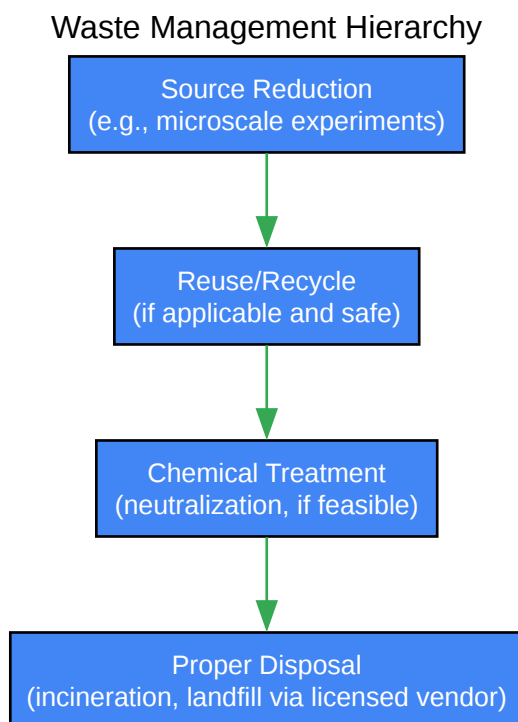 Waste Management Hierarchy
Source Reduction
(e.g., microscale experiments)
Reuse/Recycle
(if applicable and safe)
Chemical Treatment
(neutralization, if feasible)
Proper Disposal
(incineration, landfill via licensed vendor)